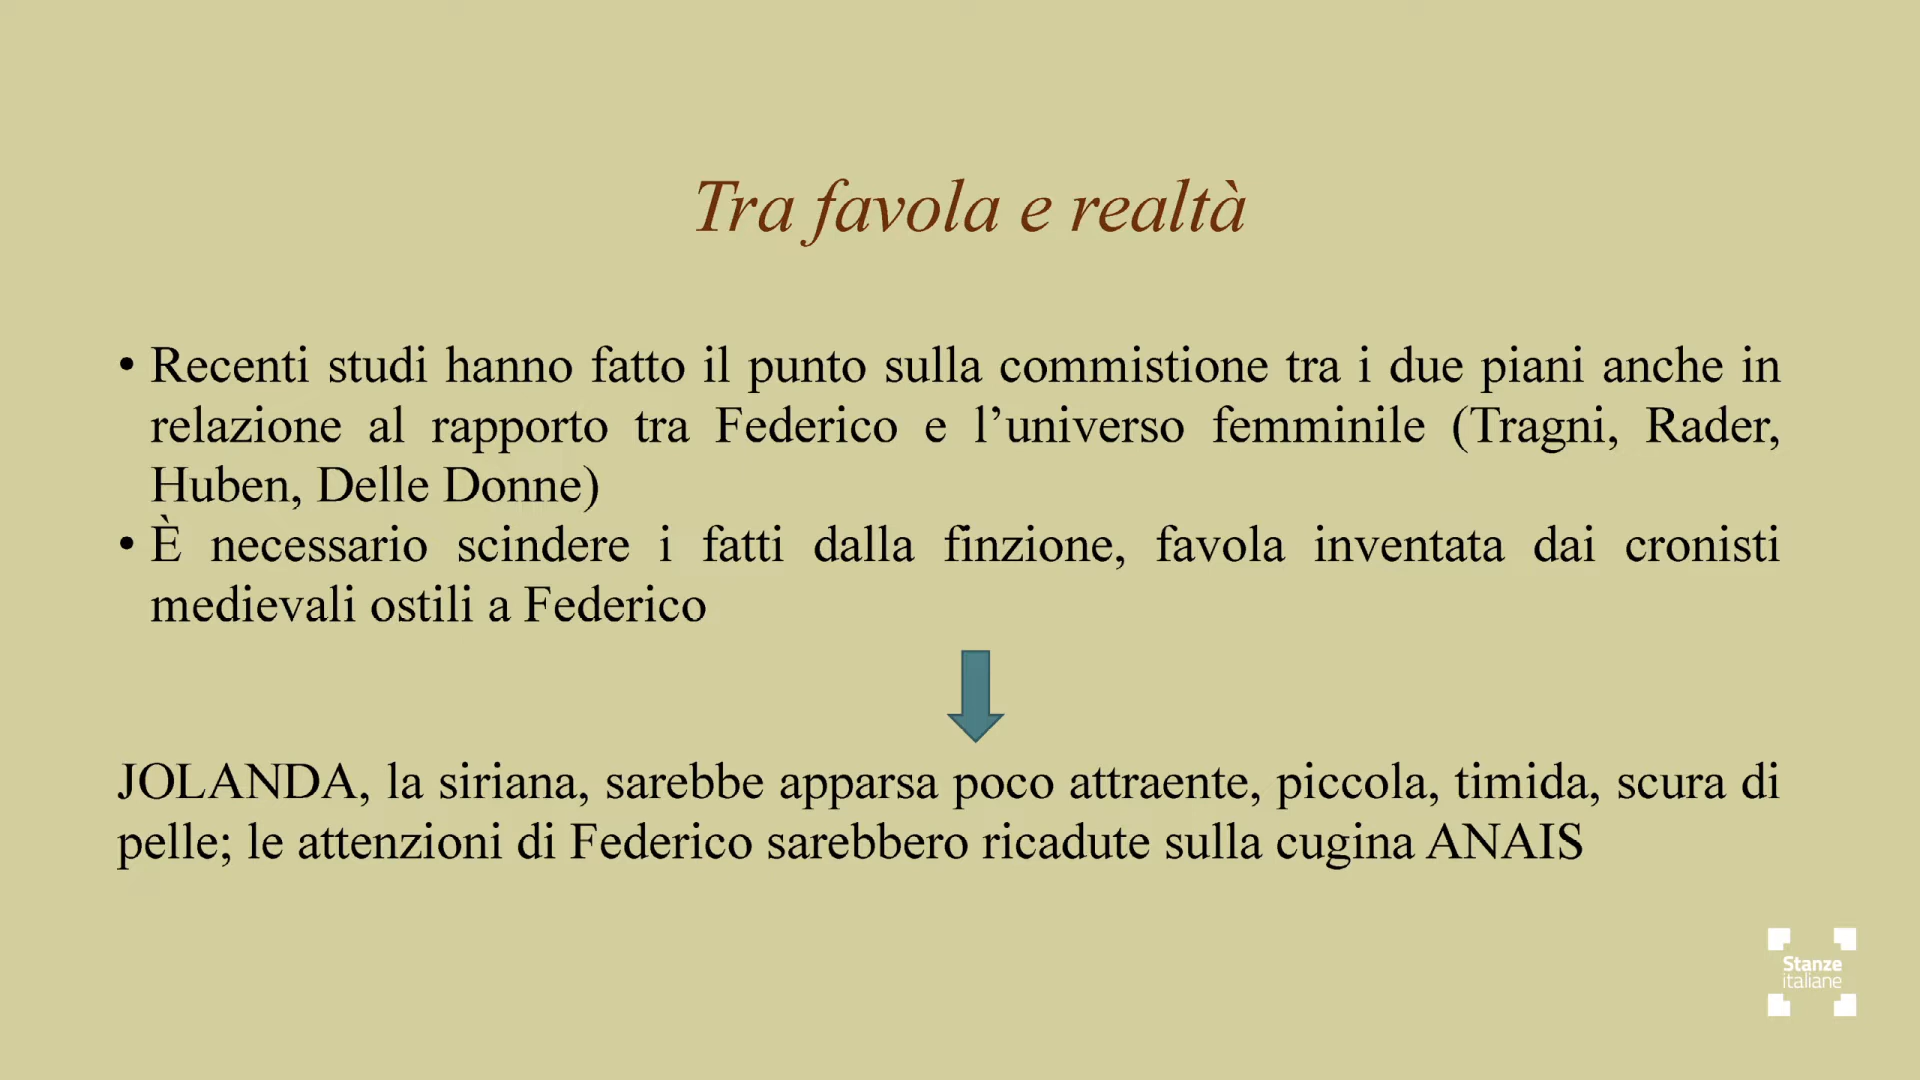 Tra favola e realtà
• Recenti studi hanno fatto il punto sulla commistione tra i due piani anche in
relazione al rapporto tra Federico e l’universo femminile (Tragni, Rader,
Huben, Delle Donne)
• È necessario scindere i fatti dalla finzione, favola inventata dai cronisti
medievali ostili a Federico
JOLANDA, la siriana, sarebbe apparsa poco attraente, piccola, timida, scura di
pelle; le attenzioni di Federico sarebbero ricadute sulla cugina ANAIS
Stanze
italiane